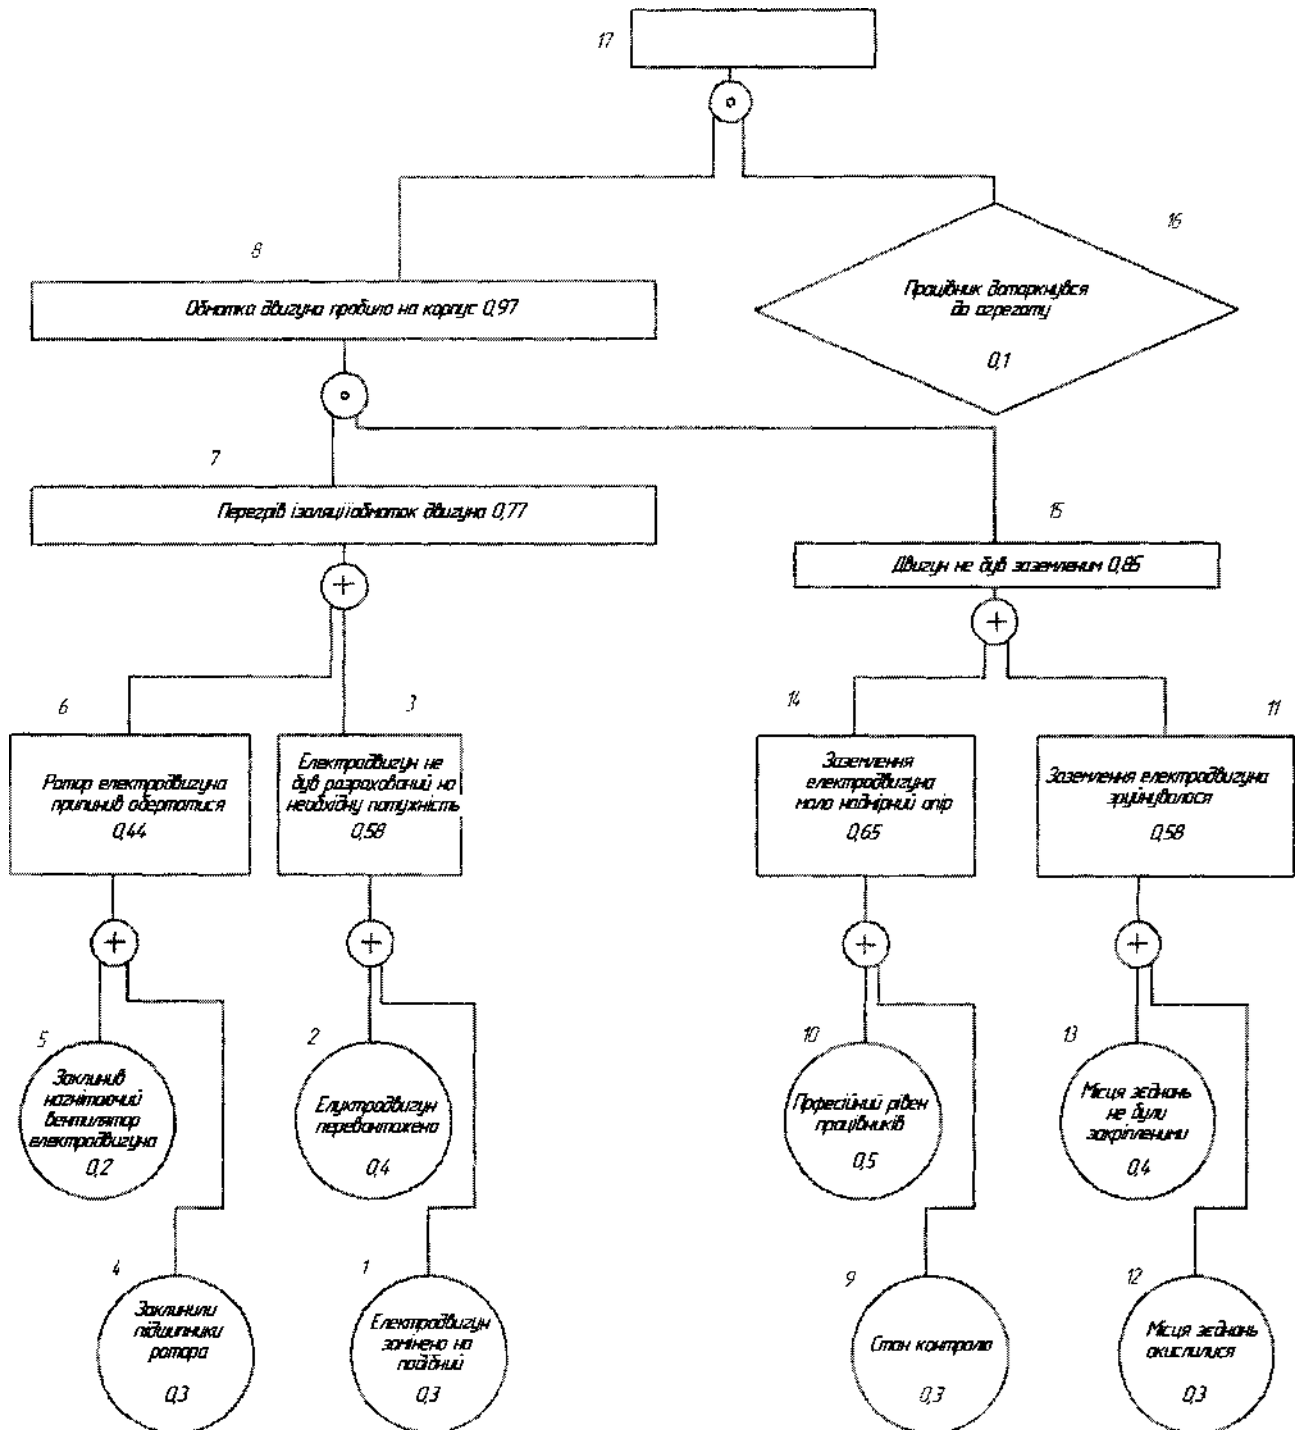 17
16
8
Обмотка двигуна пробило на корпус 0,97
Працівник доторкнувся
до агрегату
0,1
7
Перегрів ізоляції обмоток двигуна 0,77
15
Двигун не був заземленим 0,85
6
3
14
11
Ротор електродвигуна
припинив обертатися
0,44
Електродвигун не
був розрахований на
необхідну потужність
0,58
Заземлення
електродвигуна
мало надмірний опір
0,65
Заземлення електродвигуна
зруйнувалося
0,58
5
Заклинив
нагнітаючий
вентилятор
електродвигуна
0,2
2
Елуктродвигун
перевантажено
0,4
10
Прфесійний рівен
працівників
0,5
13
Місця зєднань
не були
закріпленими
0,4
4
Заклинили
підшипники
ротора
0,3
1
Електродвигун
замінено на
подібний
0,3
9
Стан контролю
0,3
12
Місця зєднань
окислилися
0,3